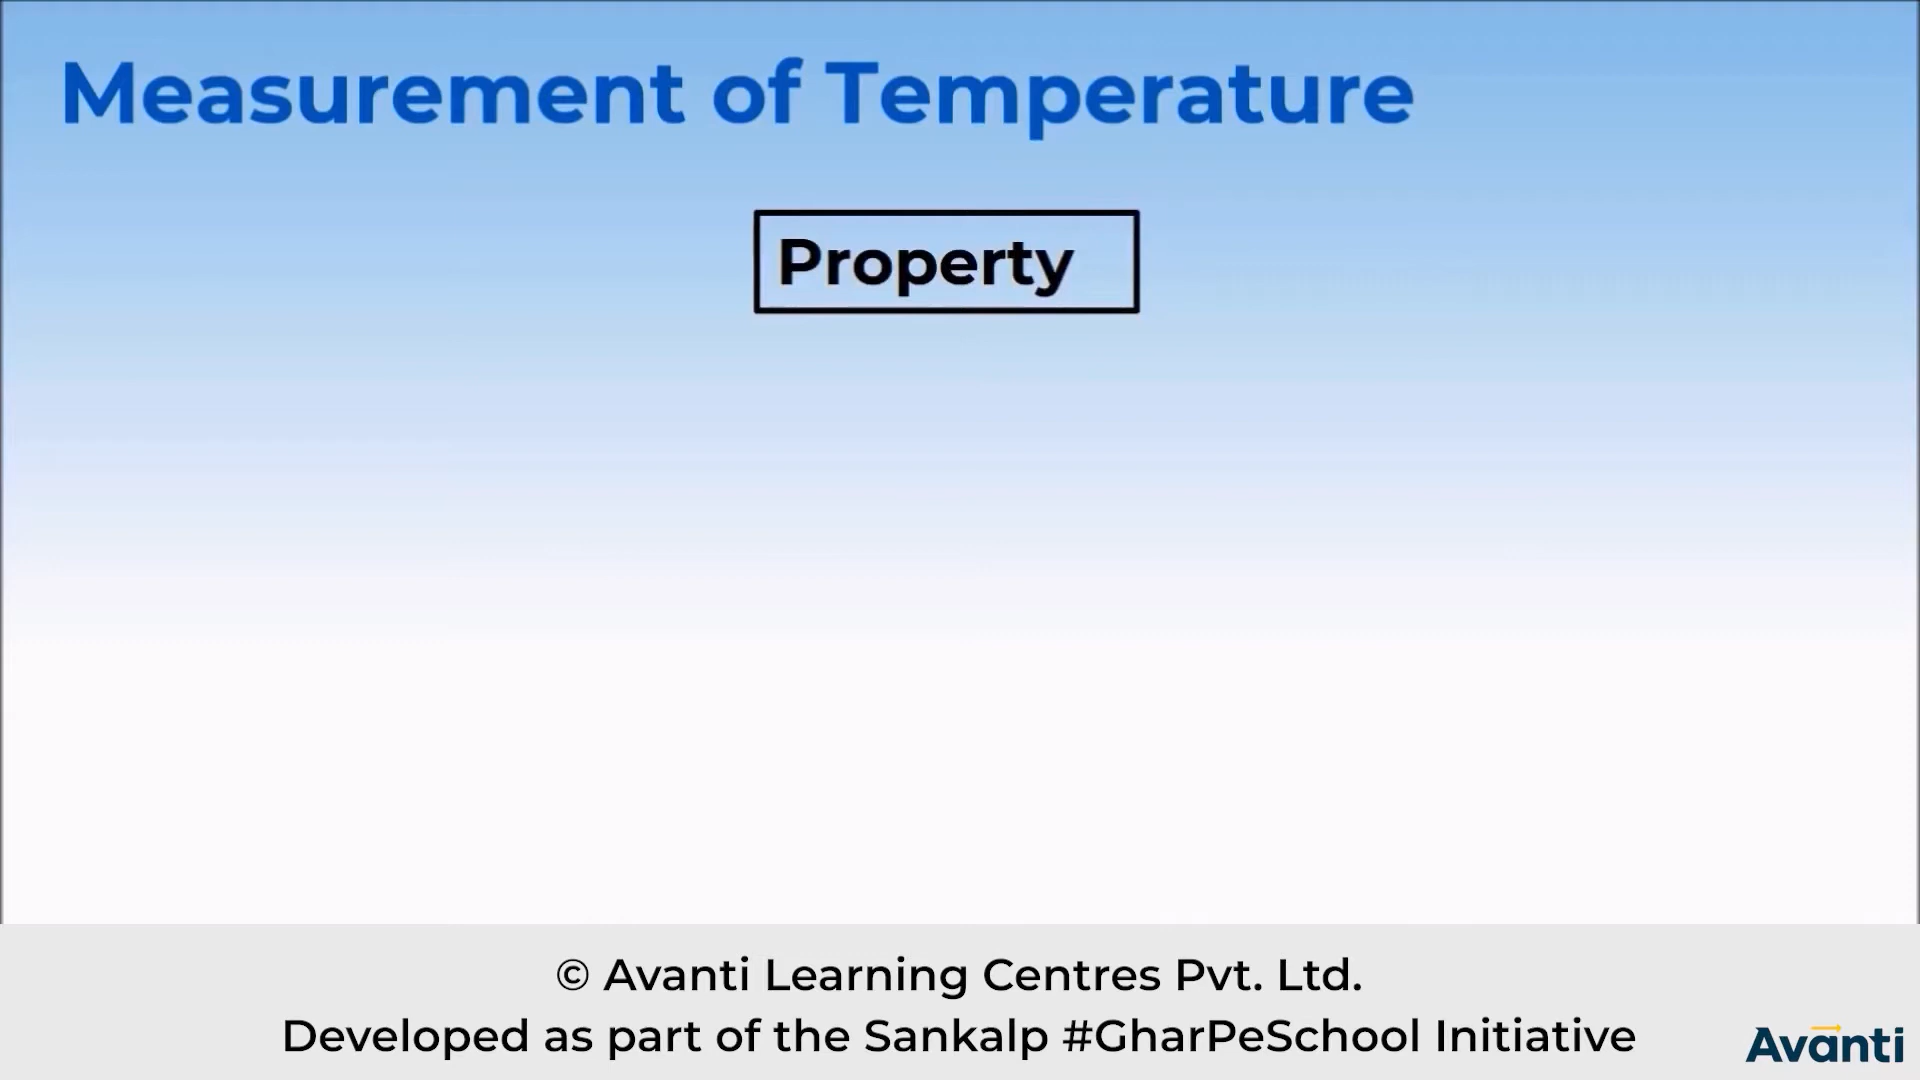 Measurement of Temperature
Property
© Avanti Learning Centres Pvt. Ltd.
Developed as part of the Sankalp #GharPeSchool Initiative
Avanti